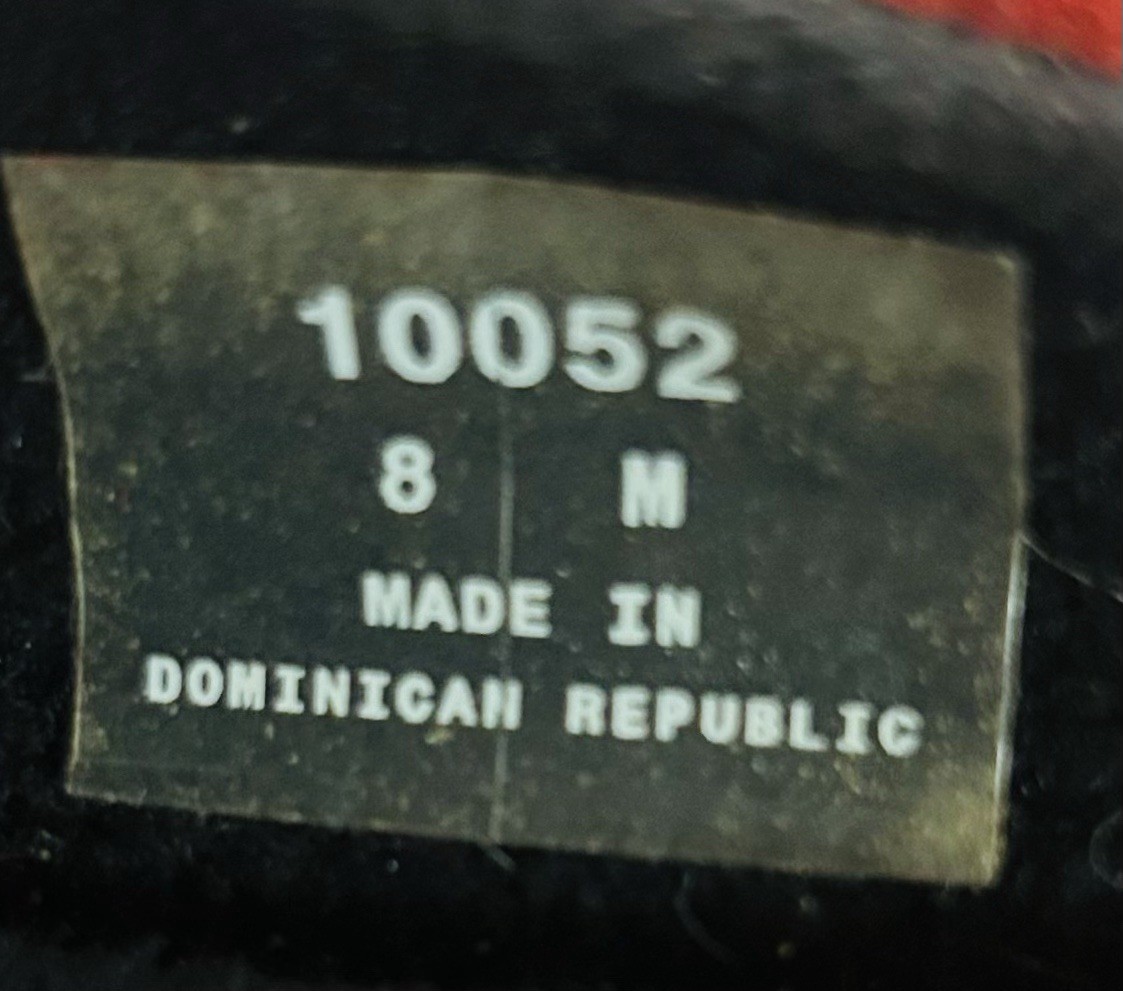 10052
8 M
MADE IN
DOMINICAN REPUBLIC